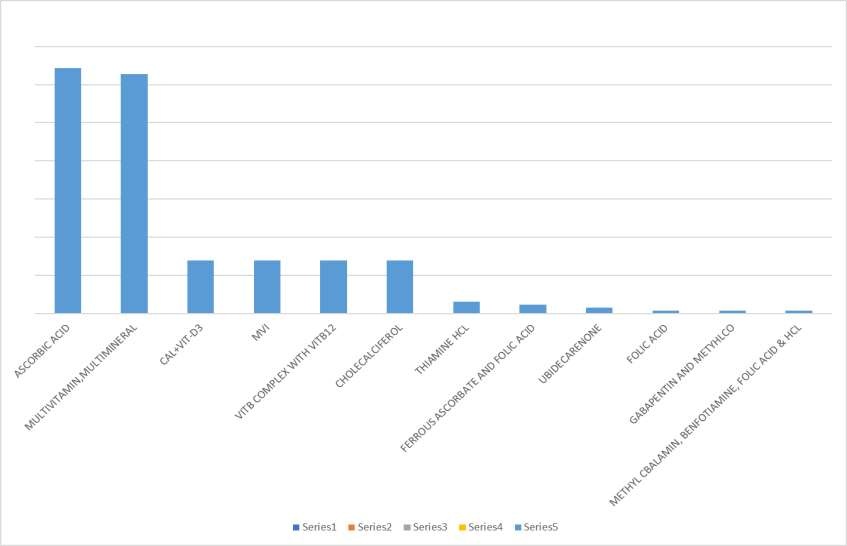 ASCORBIC ACID
MULTIVITAMIN,MULTIMINERAL
CAL+VIT-D3
MVI
VITB COMPLEX WITH VITB12
CHOLECALCIFEROL
THIAMINE HCL
FERROUS ASCORBATE AND FOLIC ACID
UBIDECARENONE
FOLIC ACID
GABAPENTIN AND METYHLCO
METHYL CBALAMIN, BENFOTIAMINE, FOLIC ACID & HCL
Series1 Series2 Series3 Series4 Series5